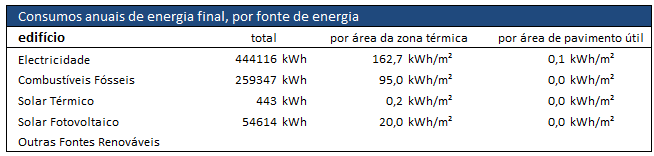 Consumos anuais de energia final, por fonte de energia
edifício total por área da zona térmica por área de pavimento útil
Electricidade 444116 kWh 162,7 kWh/m² 0,1 kWh/m²
Combustíveis Fósseis 259347 kWh 95,0 kWh/m² 0,0 kWh/m²
Solar Térmico 443 kWh 0,2 kWh/m² 0,0 kWh/m²
Solar Fotovoltaico 54614 kWh 20,0 kWh/m² 0,0 kWh/m²
Outras Fontes Renováveis